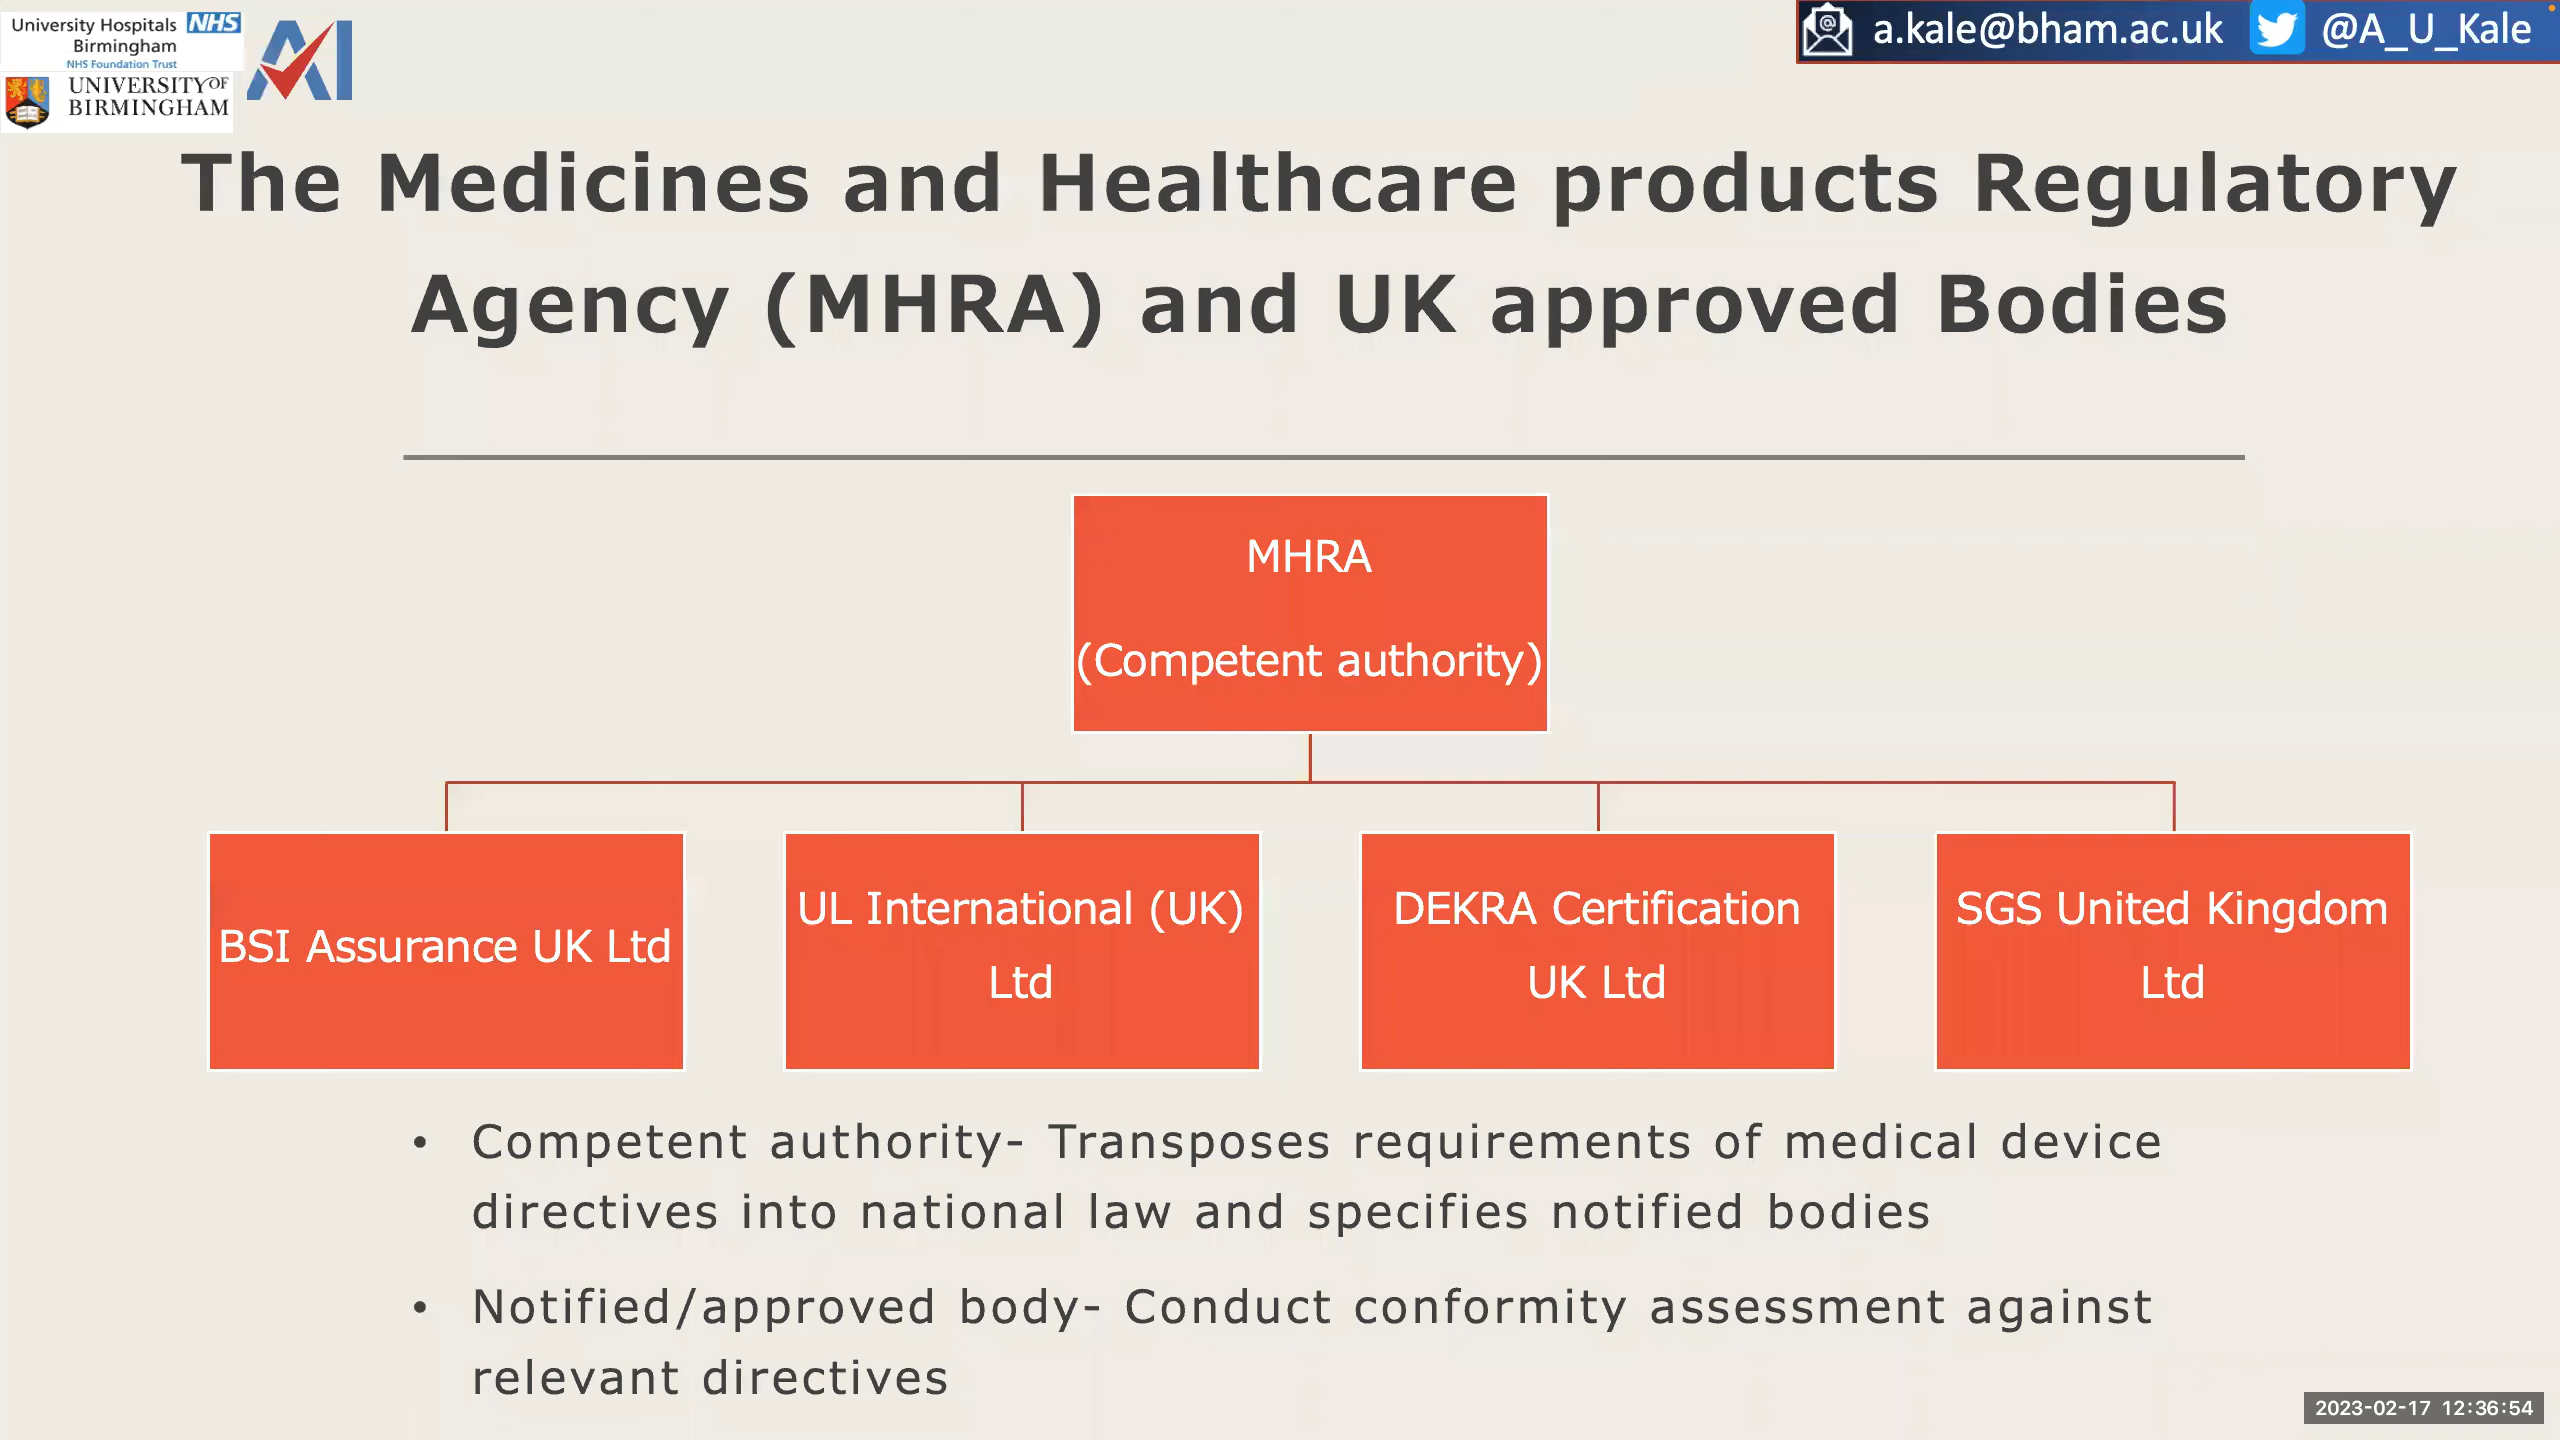 University Hospitals NHS
Birmingham
NHS Foundation Trust
UNIVERSITY OF
BIRMINGHAM
AI
a.kale@bham.ac.uk @A_U_Kale
The Medicines and Healthcare products Regulatory
Agency (MHRA) and UK approved Bodies
MHRA
(Competent authority)
BSI Assurance UK Ltd
UL International (UK)
Ltd
DEKRA Certification
UK Ltd
SGS United Kingdom
Ltd
• Competent authority- Transposes requirements of medical device
directives into national law and specifies notified bodies
• Notified/approved body- Conduct conformity assessment against
relevant directives
2023-02-17 12:36:54